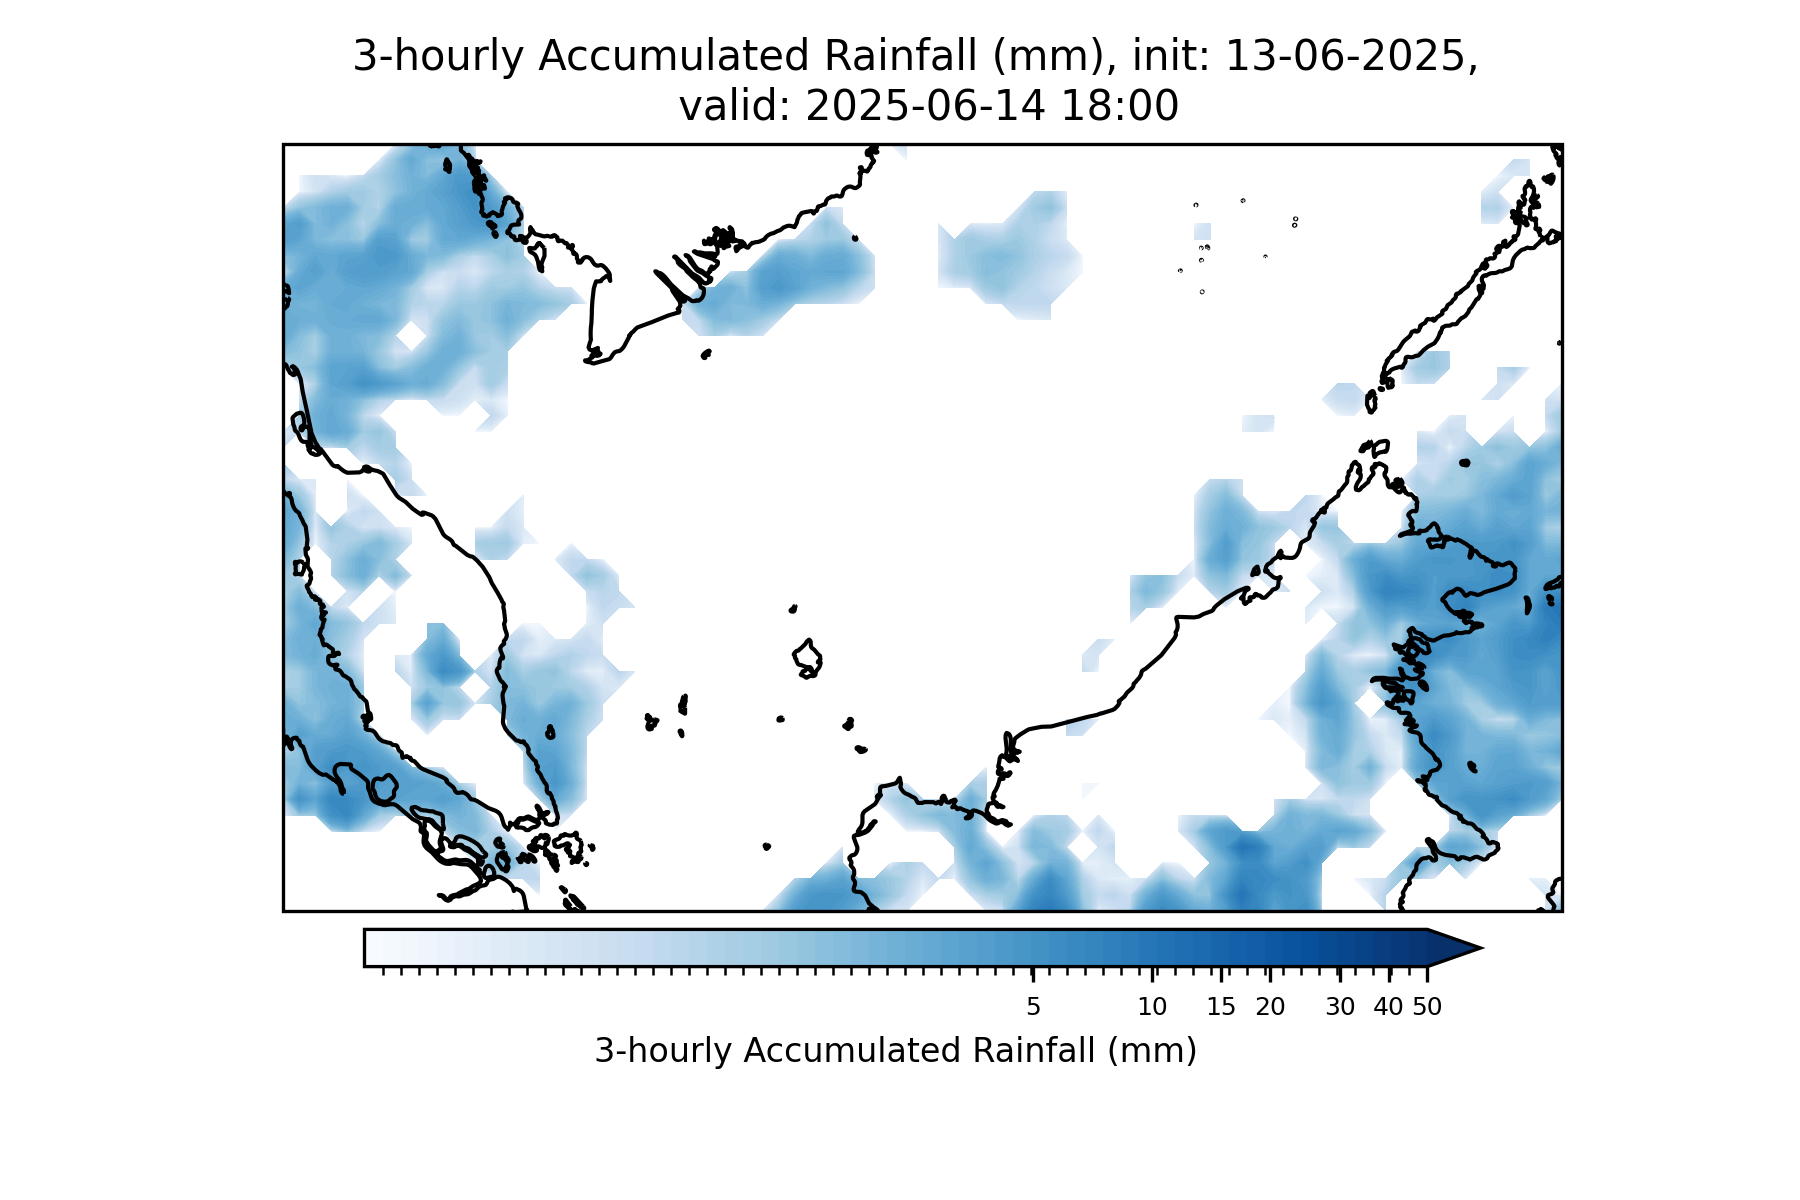 3-hourly Accumulated Rainfall (mm), init: 13-06-2025,
valid: 2025-06-14 18:00
5 10 15 20 30 40 50
3-hourly Accumulated Rainfall (mm)